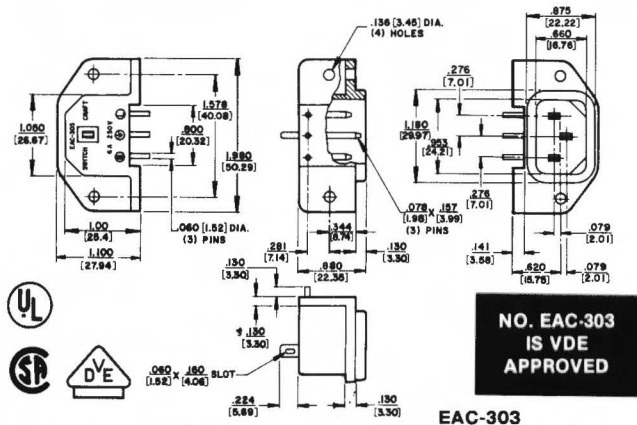 .136 [3.45] DIA.
(4) HOLES
.875
[22.22]
.660
[16.76]
.276
[7.01]
1.050
[26.67]
EAC-303
SWITCH CRAFT
6A 250V
.800
[20.32]
1.578
[40.08]
1.980
[50.29]
1.180
[29.97]
.953
[24.21]
.276
[7.01]
.060 [1.52] DIA.
(3) PINS
1.00
[25.4]
1.100
[27.94]
.078 X .157
[1.98] [3.99]
(3) PINS
.344
[8.74]
.281
[7.14]
.130
[3.30]
.880
[22.35]
.141
[3.58]
.079
[2.01]
.620
[15.75]
.079
[2.01]
.130
[3.30]
.130
[3.30]
.060 X .160 SLOT
[1.52] [4.06]
.224
[5.69]
.130
[3.30]
UL
SA
DVE
NO. EAC-303
IS VDE
APPROVED
EAC-303